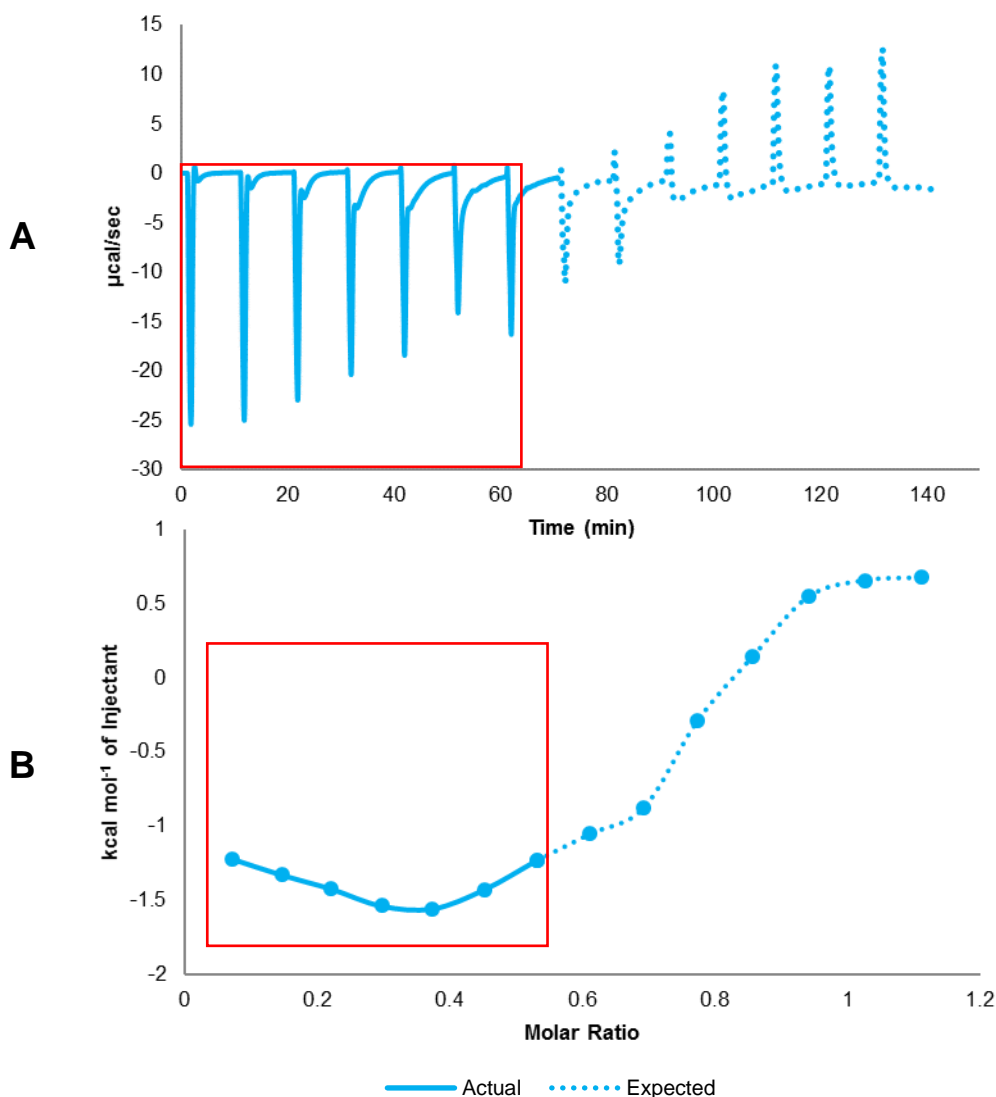 A
µcal/sec
15
10
5
0
-5
-10
-15
-20
-25
-30
0 20 40 60 80 100 120 140
Time (min)
B
kcal mol⁻¹ of Injectant
1
0.5
0
-0.5
-1
-1.5
-2
0 0.2 0.4 0.6 0.8 1 1.2
Molar Ratio
Actual Expected